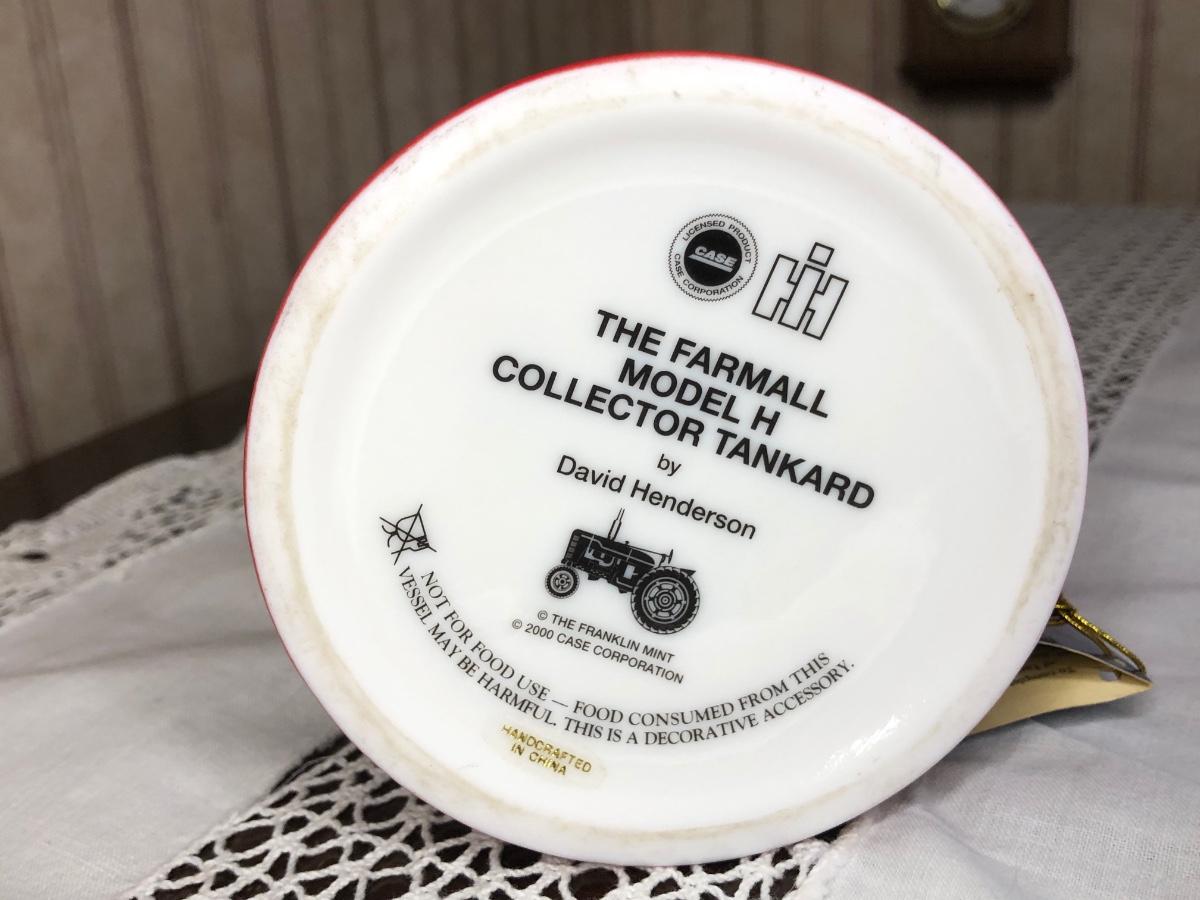 LICENSED PRODUCT
CASE
CASE CORPORATION
IH
THE FARMALL
MODEL H
COLLECTOR TANKARD
by
David Henderson
© THE FRANKLIN MINT
© 2000 CASE CORPORATION
NOT FOR FOOD USE — FOOD CONSUMED FROM THIS
VESSEL MAY BE HARMFUL. THIS IS A DECORATIVE ACCESSORY.
HANDCRAFTED
IN CHINA